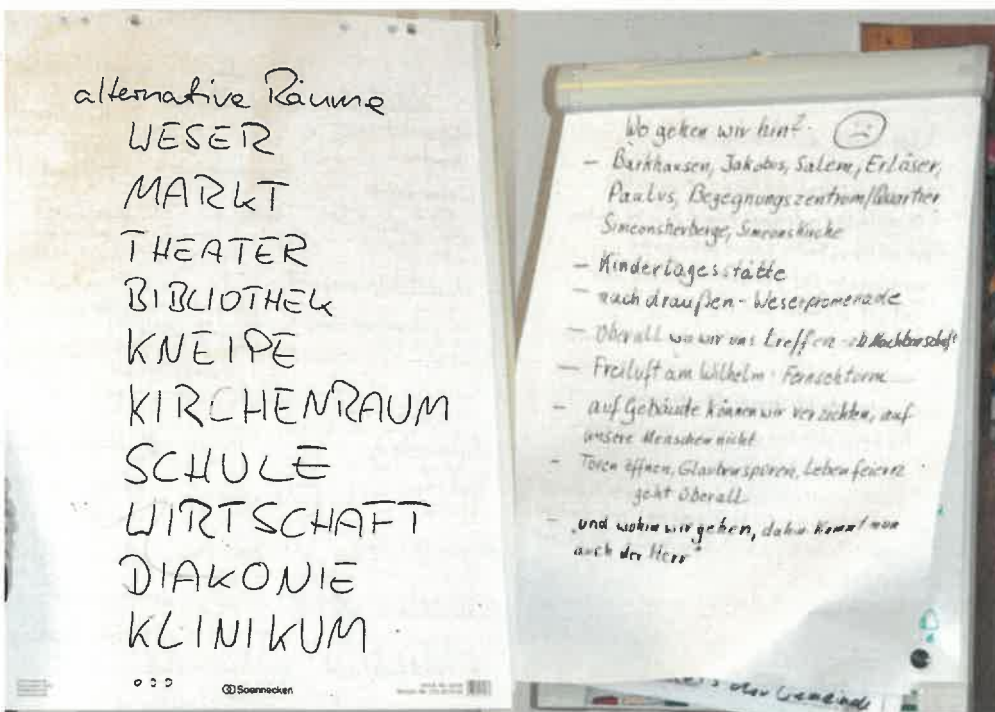 alternative Räume
WESER
MARKT
THEATER
BIBLIOTHEK
KNEIPE
KIRCHENRAUM
SCHULE
WIRTSCHAFT
DIAKONIE
KLINIKUM
Soennecken
Wo gehen wir hin?
- Barkhausen, Jakobus, Salem, Erlöser,
Paulus, Begegnungszentrum/Quartier
Simeonsherberge, Simeonskirche
- Kindertagesstätte
- nach draußen - Weserpromenade
- Überall wo wir uns treffen z.B. Nachbarschaft
- Freiluft am Wilhelm - Fernsehturm
- auf Gebäude können wir verzichten, auf
unsere Menschen nicht
- Türen öffnen, Glauben spüren, Leben feiern
geht überall
- "und wohin wir gehen, dahin kommt nun
auch der Herr"
der Gemeinde